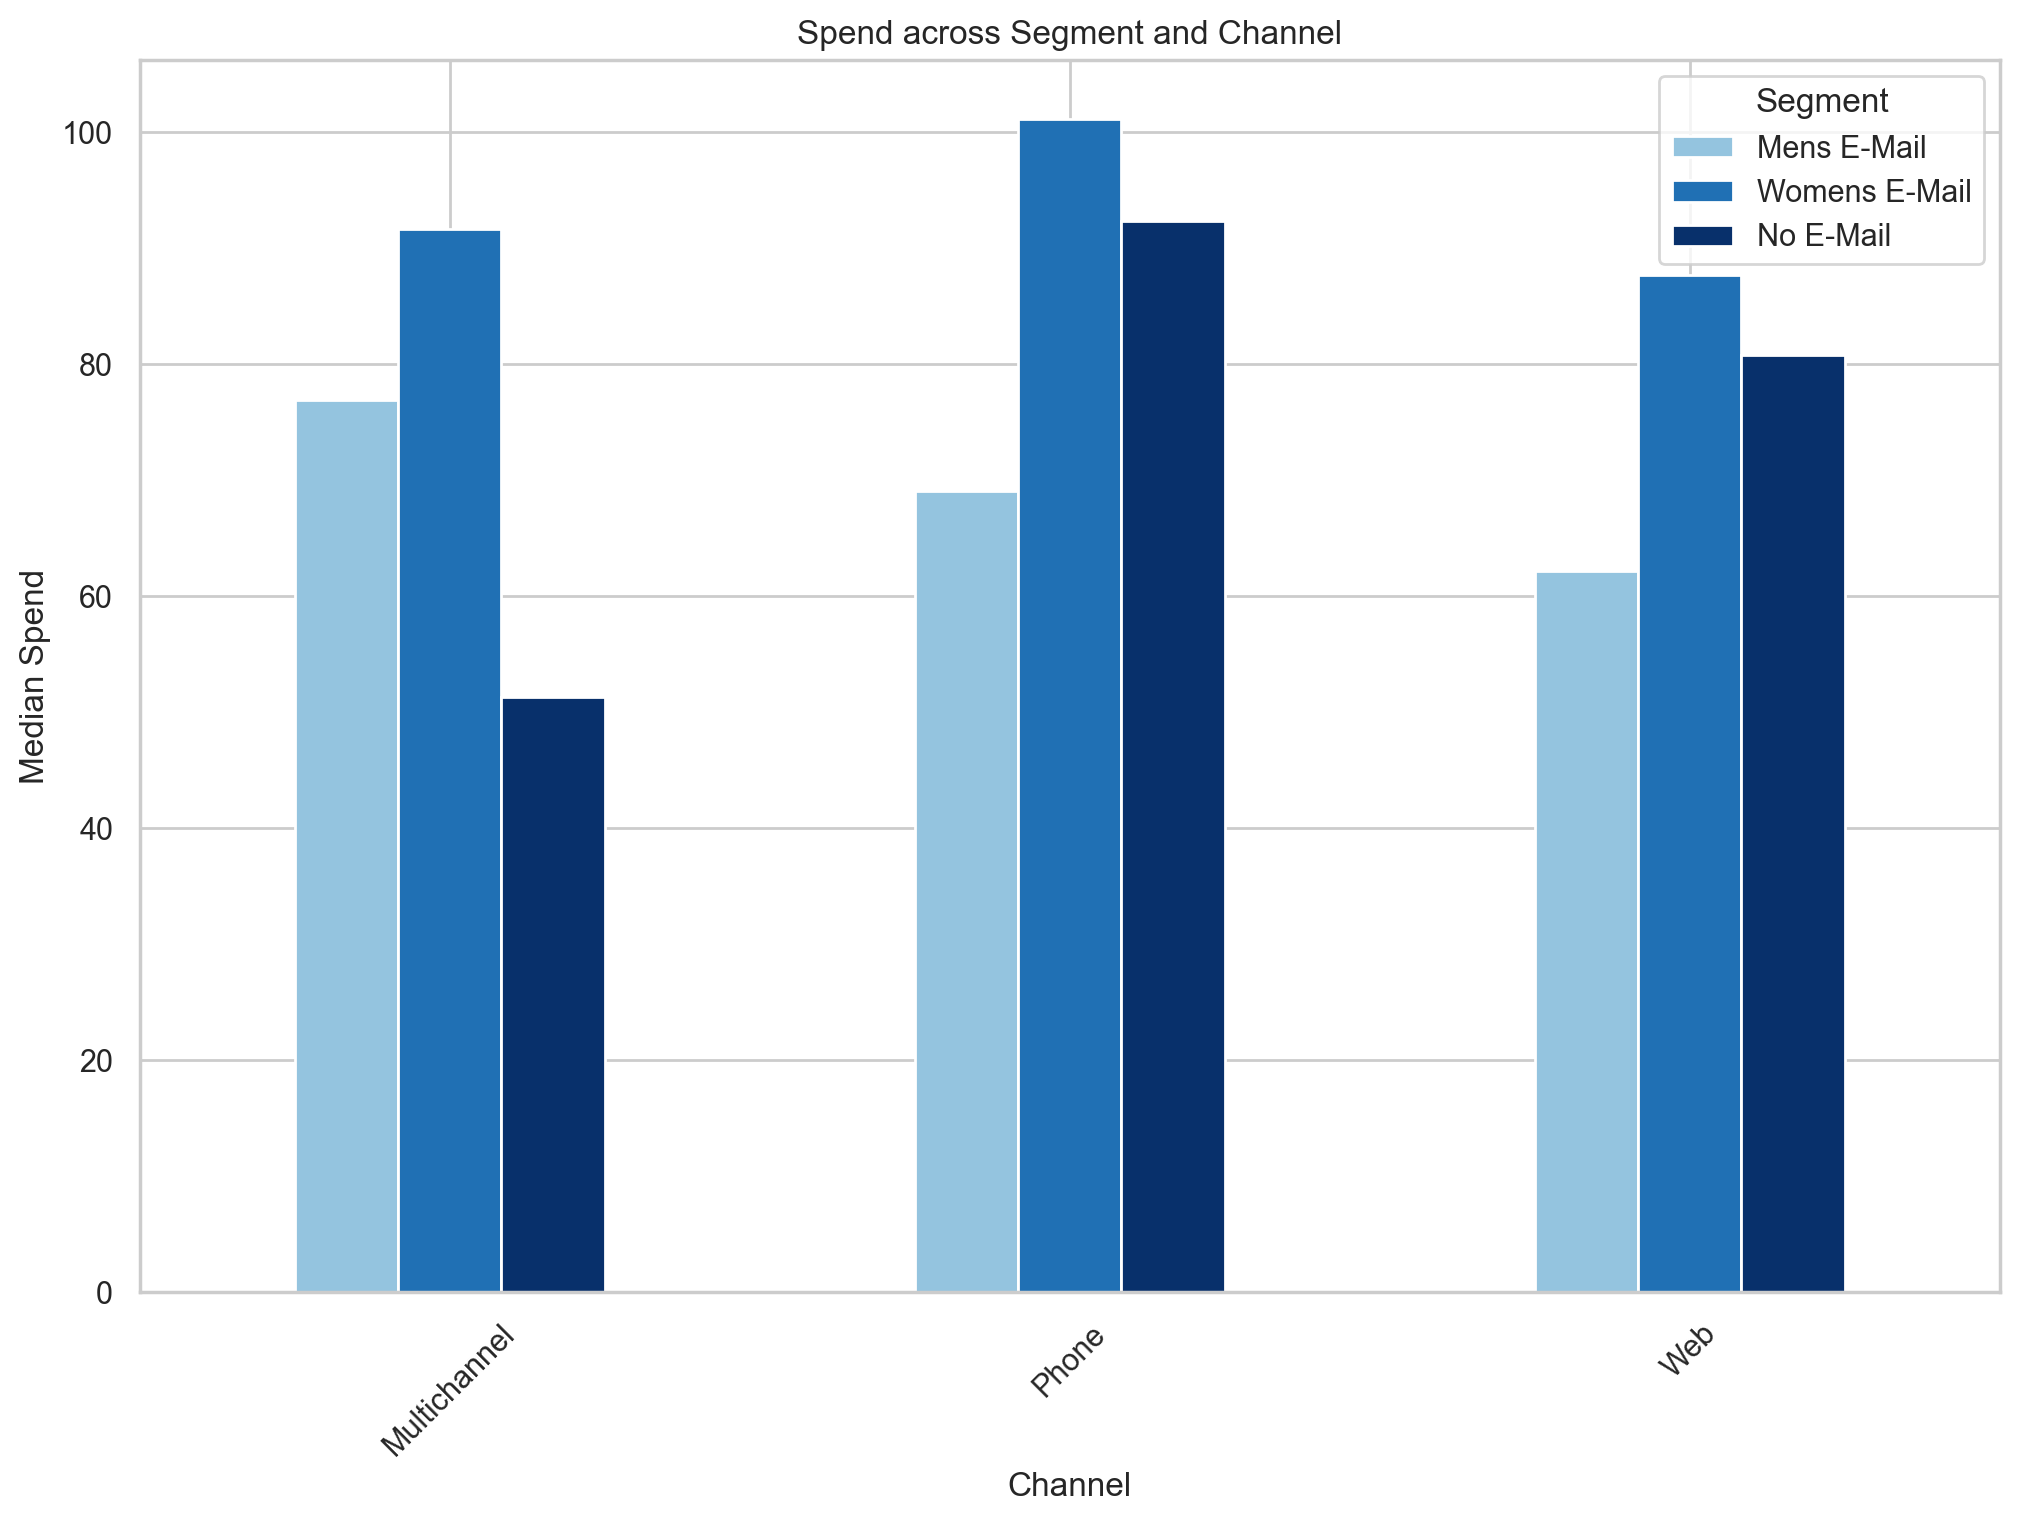 Spend across Segment and Channel
Segment
Mens E-Mail
Womens E-Mail
No E-Mail
100
80
60
40
20
0
Median Spend
Multichannel
Phone
Web
Channel